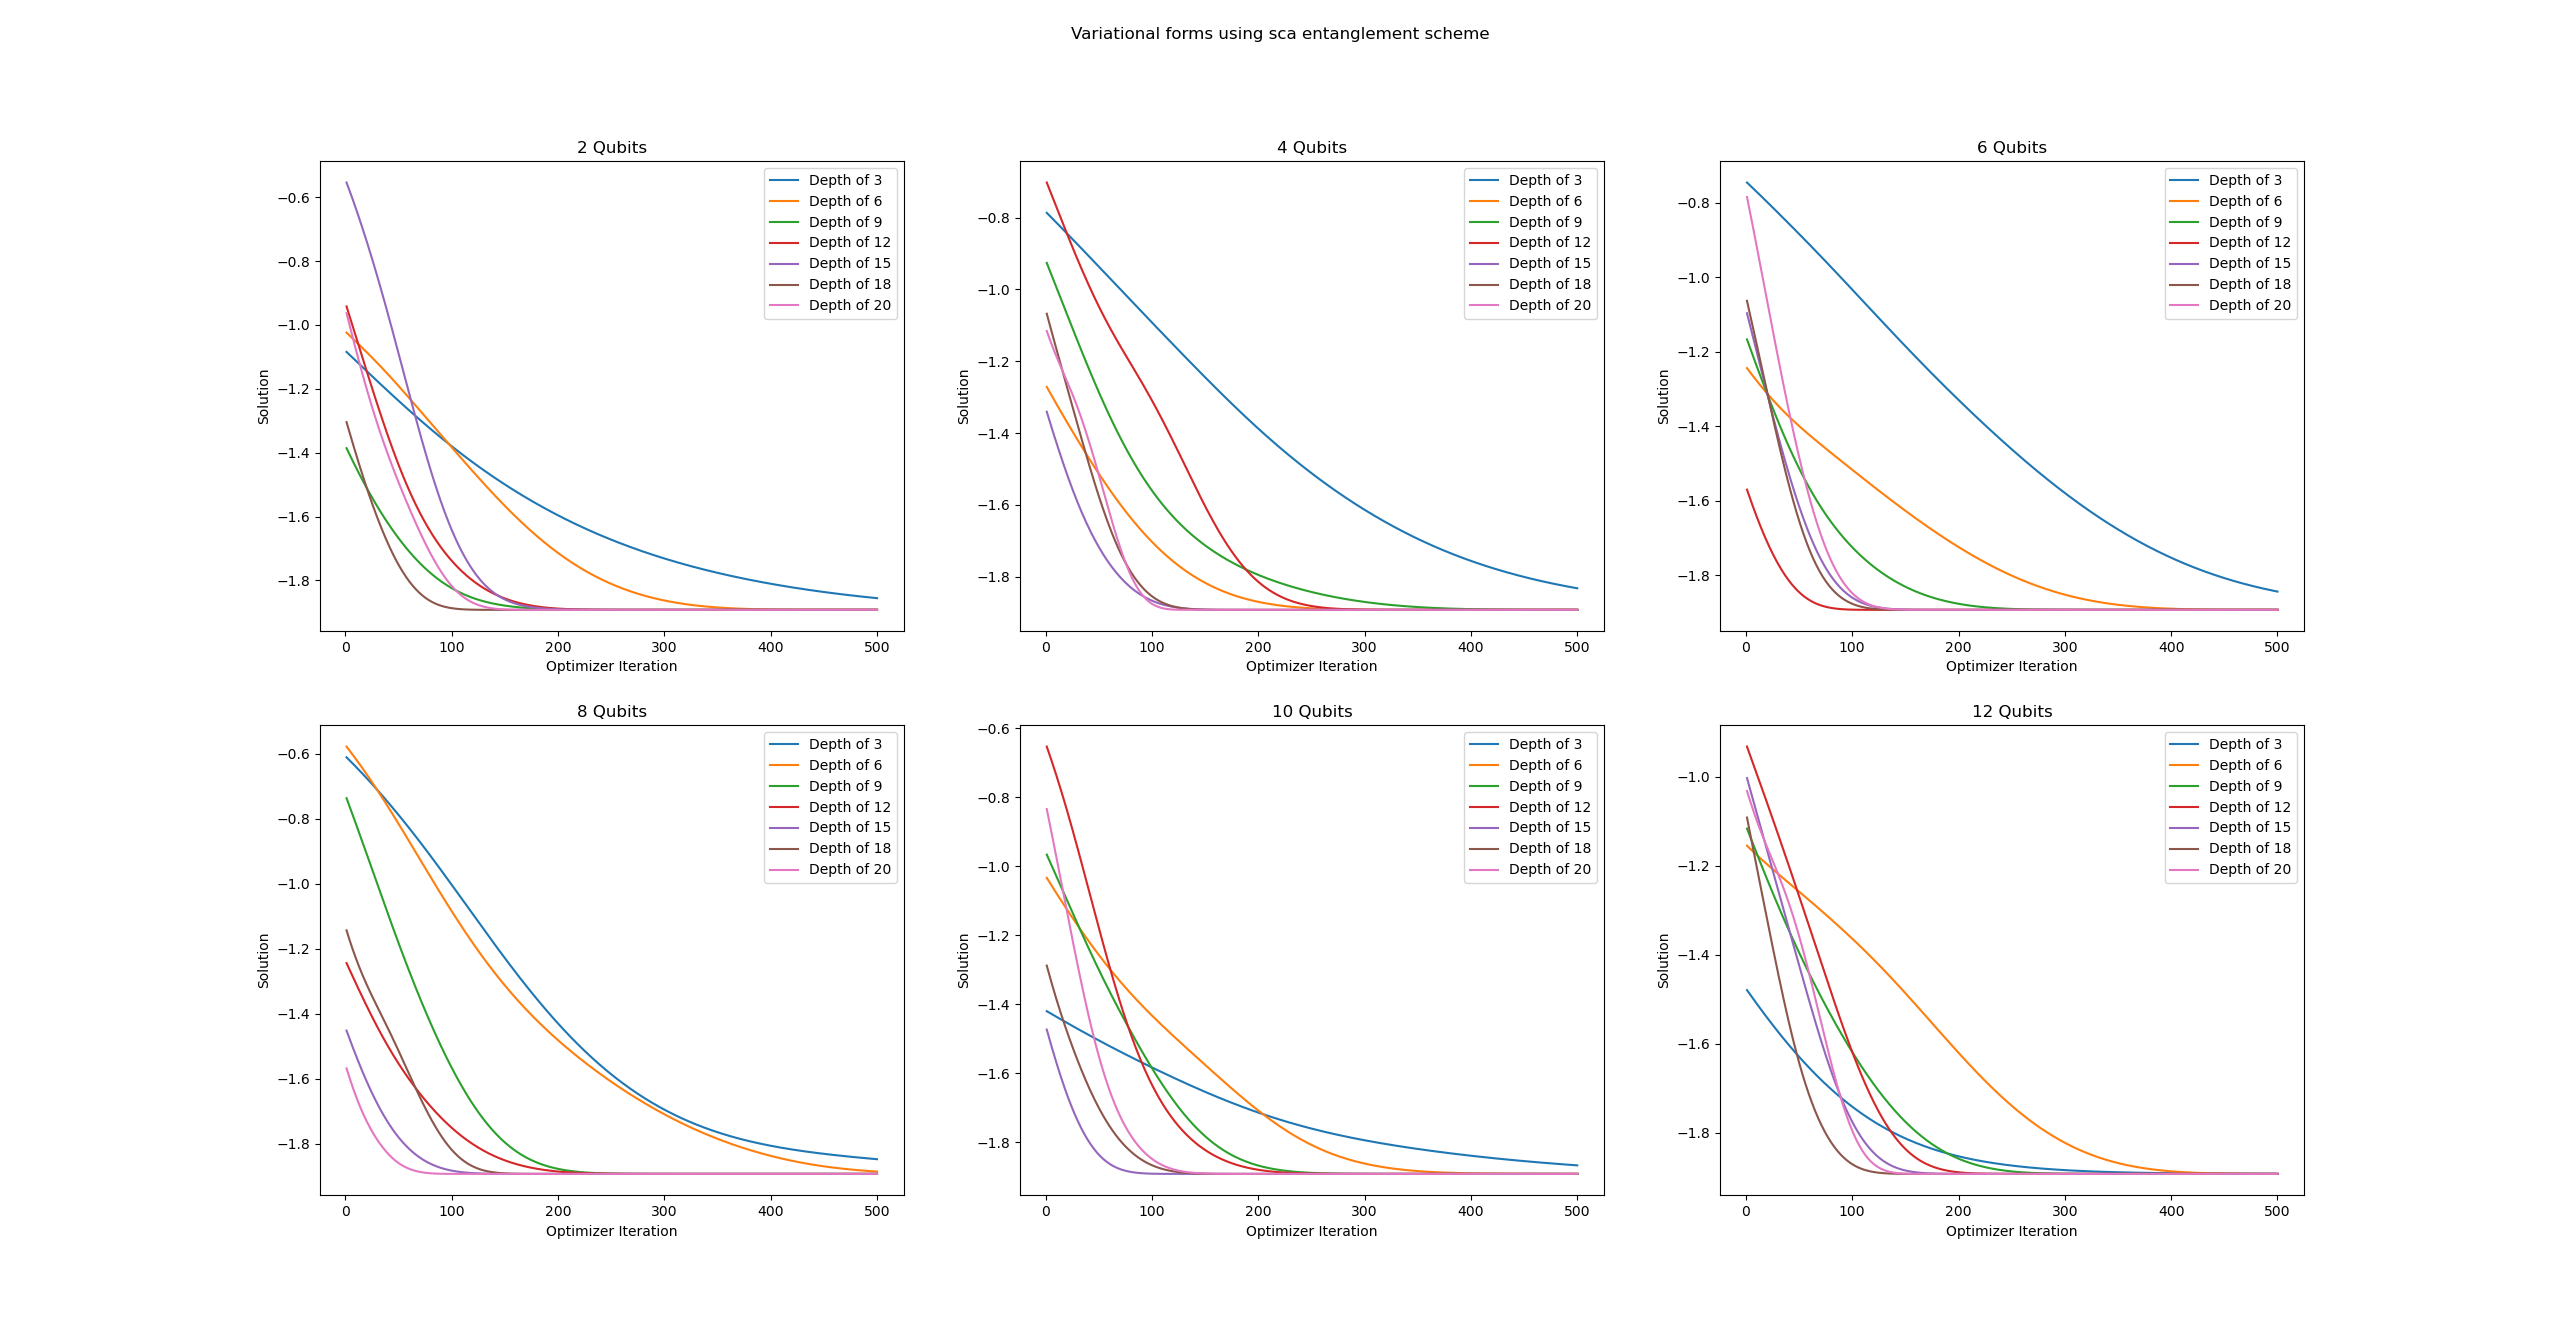 Variational forms using sca entanglement scheme
2 Qubits
Solution
−0.6
−0.8
−1.0
−1.2
−1.4
−1.6
−1.8
Depth of 3
Depth of 6
Depth of 9
Depth of 12
Depth of 15
Depth of 18
Depth of 20
0 100 200 300 400 500
Optimizer Iteration
4 Qubits
Solution
−0.8
−1.0
−1.2
−1.4
−1.6
−1.8
Depth of 3
Depth of 6
Depth of 9
Depth of 12
Depth of 15
Depth of 18
Depth of 20
0 100 200 300 400 500
Optimizer Iteration
6 Qubits
Solution
−0.8
−1.0
−1.2
−1.4
−1.6
−1.8
Depth of 3
Depth of 6
Depth of 9
Depth of 12
Depth of 15
Depth of 18
Depth of 20
0 100 200 300 400 500
Optimizer Iteration
8 Qubits
Solution
−0.6
−0.8
−1.0
−1.2
−1.4
−1.6
−1.8
Depth of 3
Depth of 6
Depth of 9
Depth of 12
Depth of 15
Depth of 18
Depth of 20
0 100 200 300 400 500
Optimizer Iteration
10 Qubits
Solution
−0.6
−0.8
−1.0
−1.2
−1.4
−1.6
−1.8
Depth of 3
Depth of 6
Depth of 9
Depth of 12
Depth of 15
Depth of 18
Depth of 20
0 100 200 300 400 500
Optimizer Iteration
12 Qubits
Solution
−1.0
−1.2
−1.4
−1.6
−1.8
Depth of 3
Depth of 6
Depth of 9
Depth of 12
Depth of 15
Depth of 18
Depth of 20
0 100 200 300 400 500
Optimizer Iteration